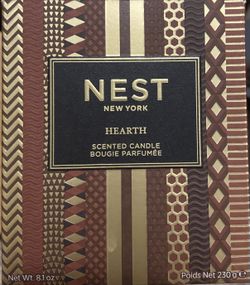 NEST
NEW YORK
HEARTH
SCENTED CANDLE
BOUGIE PARFUMÉE
Net Wt. 8.1 oz
Poids Net 230 g ℮